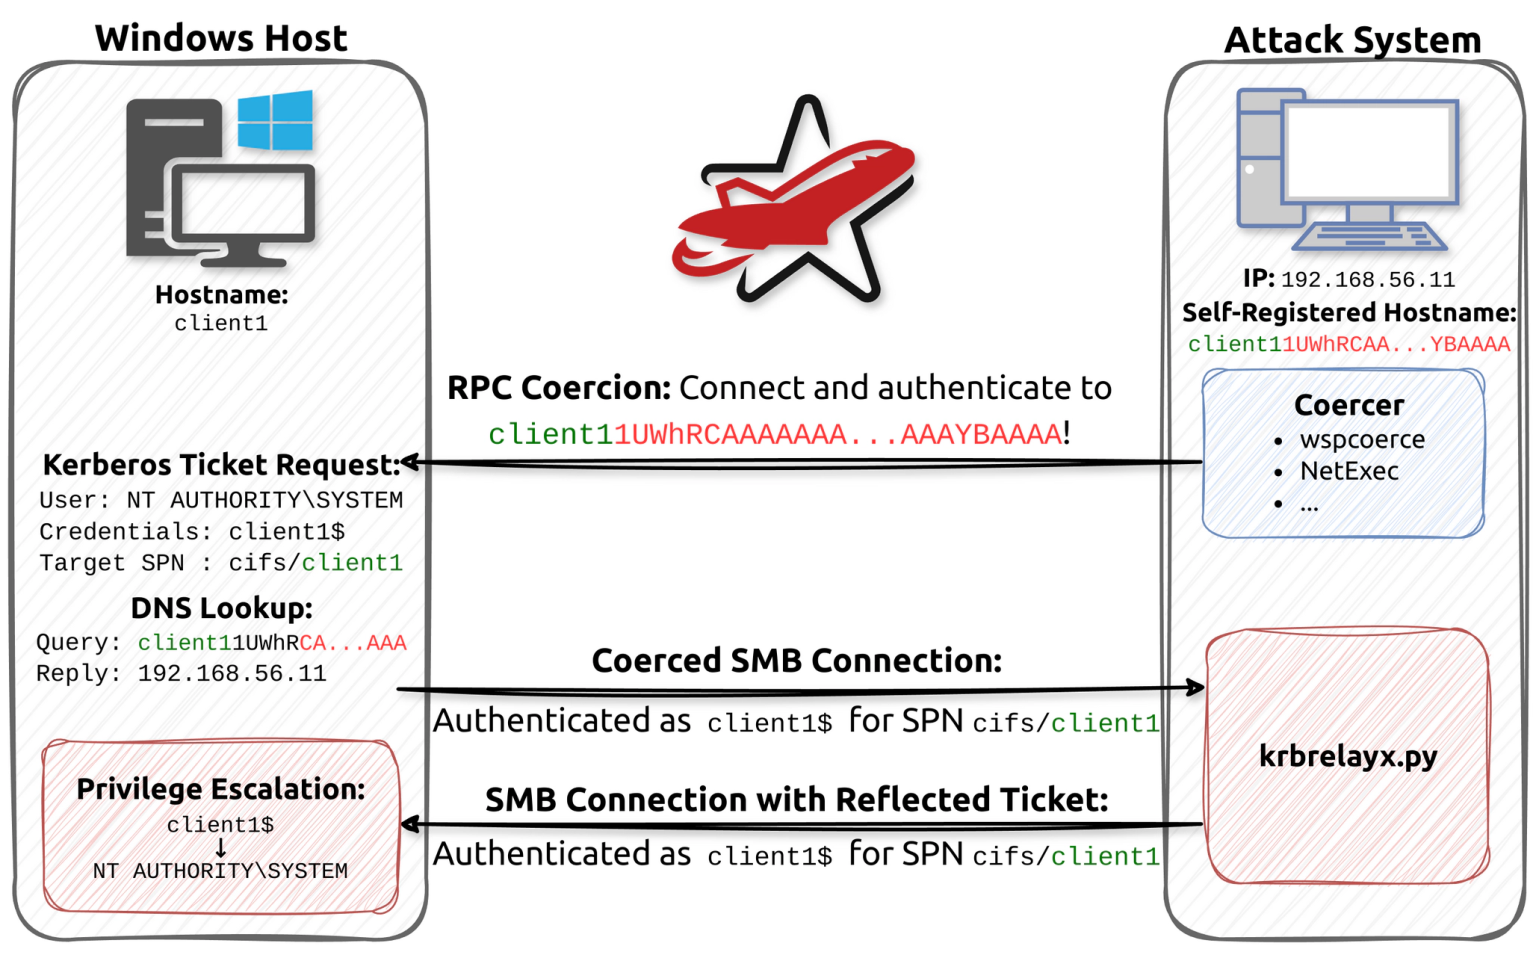 Windows Host
Hostname:
client1
Attack System
IP: 192.168.56.11
Self-Registered Hostname:
client11UWhRCAA...YBAAAA
RPC Coercion: Connect and authenticate to
client11UWhRCAAAAAAA...AAAYBAAAA!
Coercer
• wspcoerce
• NetExec
• ...
Kerberos Ticket Request:
User: NT AUTHORITY\SYSTEM
Credentials: client1$
Target SPN : cifs/client1
DNS Lookup:
Query: client11UWhRCA...AAA
Reply: 192.168.56.11
Coerced SMB Connection:
Authenticated as client1$ for SPN cifs/client1
krbrelayx.py
SMB Connection with Reflected Ticket:
Authenticated as client1$ for SPN cifs/client1
Privilege Escalation:
client1$
↓
NT AUTHORITY\SYSTEM